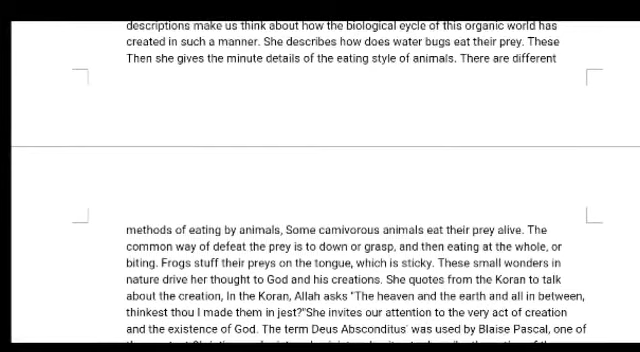 descriptions make us think about how the biological eycle of this organic world has
created in such a manner. She describes how does water bugs eat their prey. These
Then she gives the minute details of the eating style of animals. There are different
methods of eating by animals, Some camivorous animals eat their prey alive. The
common way of defeat the prey is to down or grasp, and then eating at the whole, or
biting. Frogs stuff their preys on the tongue, which is sticky. These small wonders in
nature drive her thought to God and his creations. She quotes from the Koran to talk
about the creation, In the Koran, Allah asks "The heaven and the earth and all in between,
thinkest thou I made them in jest?"She invites our attention to the very act of creation
and the existence of God. The term Deus Absconditus' was used by Blaise Pascal, one of